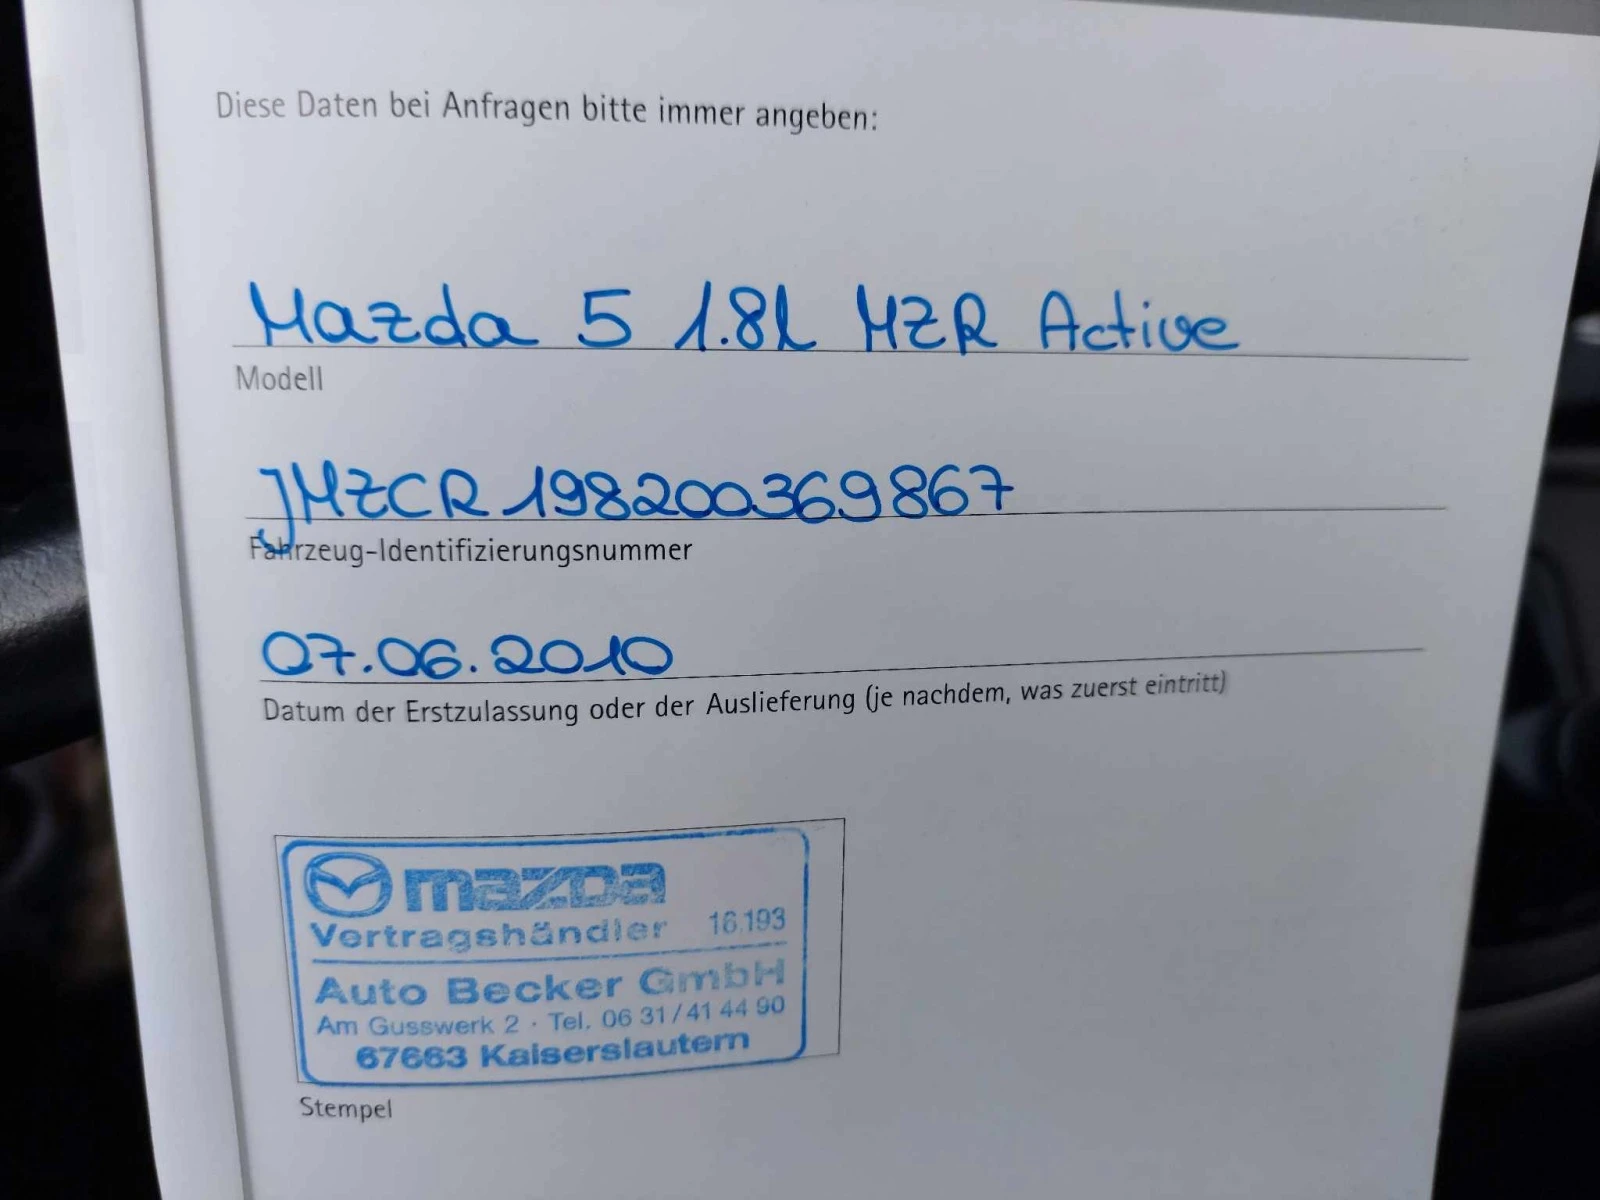 Diese Daten bei Anfragen bitte immer angeben:
Mazda 5 1.8l MZR Active
Modell
JMZCR198200369867
Fahrzeug-Identifizierungsnummer
07.06.2010
Datum der Erstzulassung oder der Auslieferung (je nachdem, was zuerst eintritt)
mazda
Vertragshändler 16.193
Auto Becker GmbH
Am Gusswerk 2 · Tel. 06 31/41 44 90
67663 Kaiserslautern
Stempel